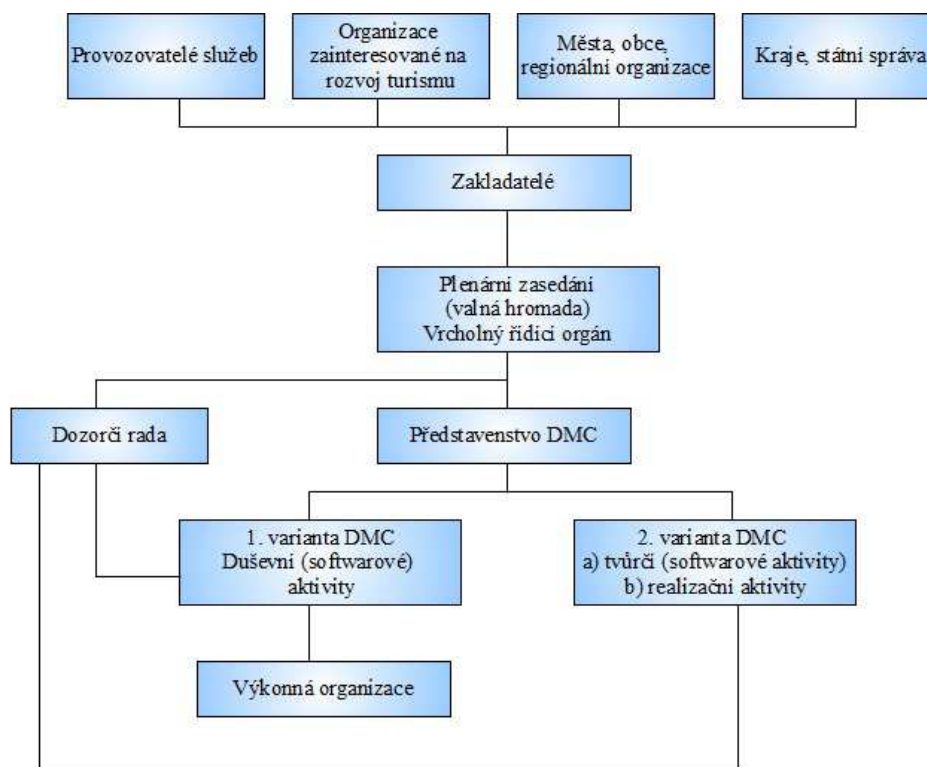 Provozovatelé služeb
Organizace
zainteresované na
rozvoj turismu
Města, obce,
regionální organizace
Kraje, státní správa
Zakladatelé
Plenární zasedání
(valná hromada)
Vrcholný řídící orgán
Dozorčí rada
Představenstvo DMC
1. varianta DMC
Duševní (softwarové)
aktivity
2. varianta DMC
a) tvůrčí (softwarové aktivity)
b) realizační aktivity
Výkonná organizace